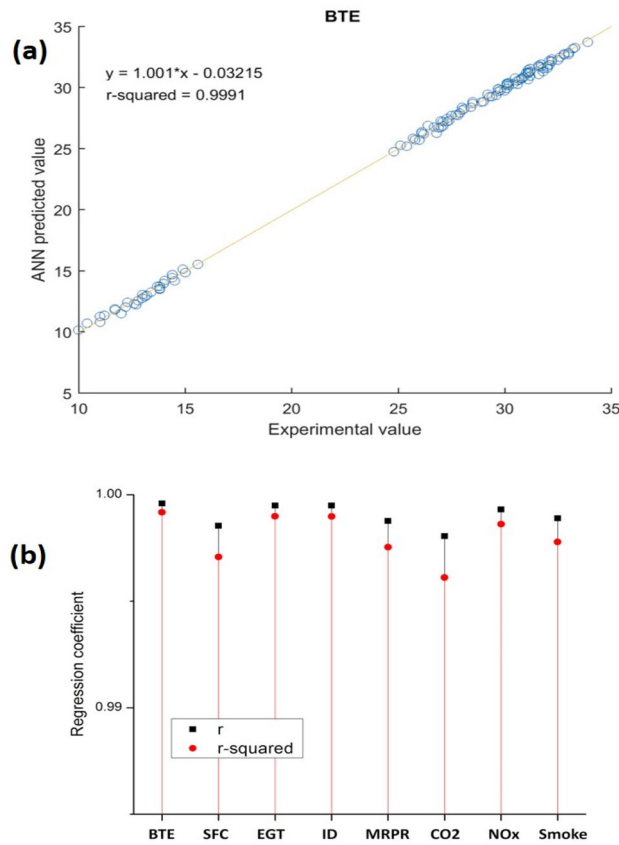 BTE
(a)
y = 1.001*x - 0.03215
r-squared = 0.9991
35
30
25
20
15
10
5
ANN predicted value
10 15 20 25 30 35
Experimental value
(b)
1.00
0.99
Regression coefficient
r
r-squared
BTE SFC EGT ID MRPR CO2 NOx Smoke